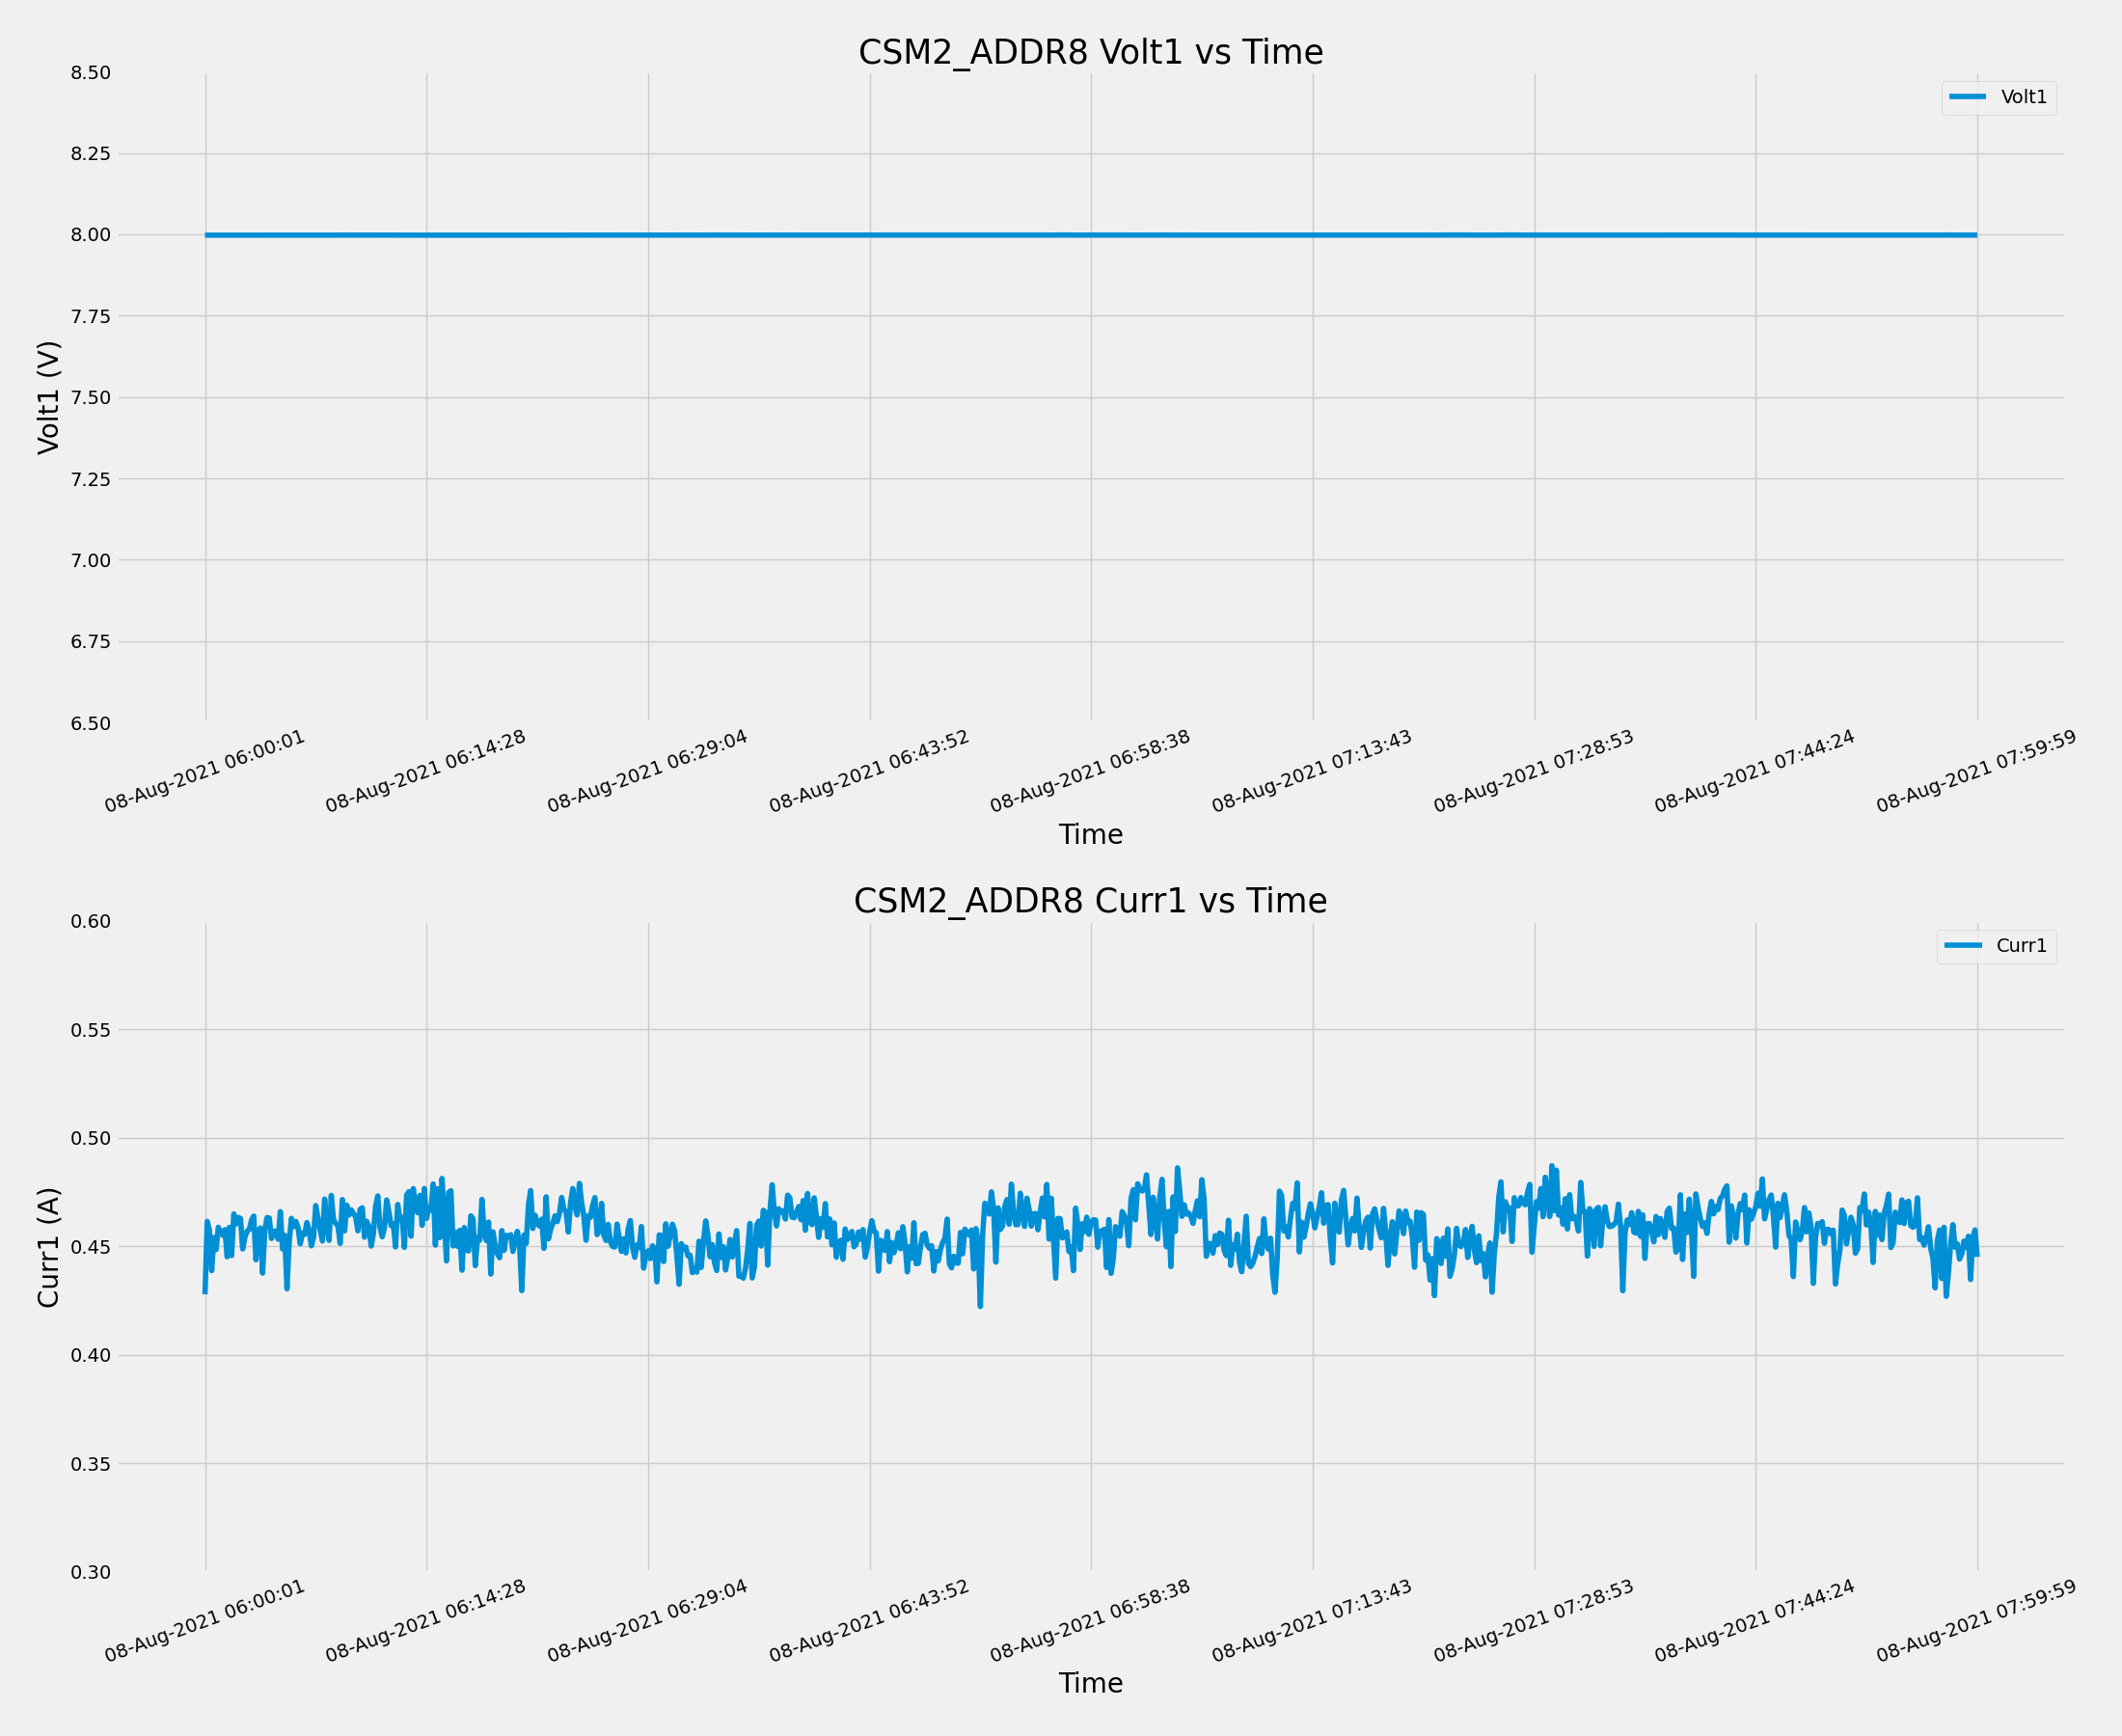 CSM2_ADDR8 Volt1 vs Time
Volt1
8.50
8.25
8.00
7.75
7.50
7.25
7.00
6.75
6.50
Volt1 (V)
08-Aug-2021 06:00:01
08-Aug-2021 06:14:28
08-Aug-2021 06:29:04
08-Aug-2021 06:43:52
08-Aug-2021 06:58:38
08-Aug-2021 07:13:43
08-Aug-2021 07:28:53
08-Aug-2021 07:44:24
08-Aug-2021 07:59:59
Time
CSM2_ADDR8 Curr1 vs Time
Curr1
0.60
0.55
0.50
0.45
0.40
0.35
0.30
Curr1 (A)
08-Aug-2021 06:00:01
08-Aug-2021 06:14:28
08-Aug-2021 06:29:04
08-Aug-2021 06:43:52
08-Aug-2021 06:58:38
08-Aug-2021 07:13:43
08-Aug-2021 07:28:53
08-Aug-2021 07:44:24
08-Aug-2021 07:59:59
Time